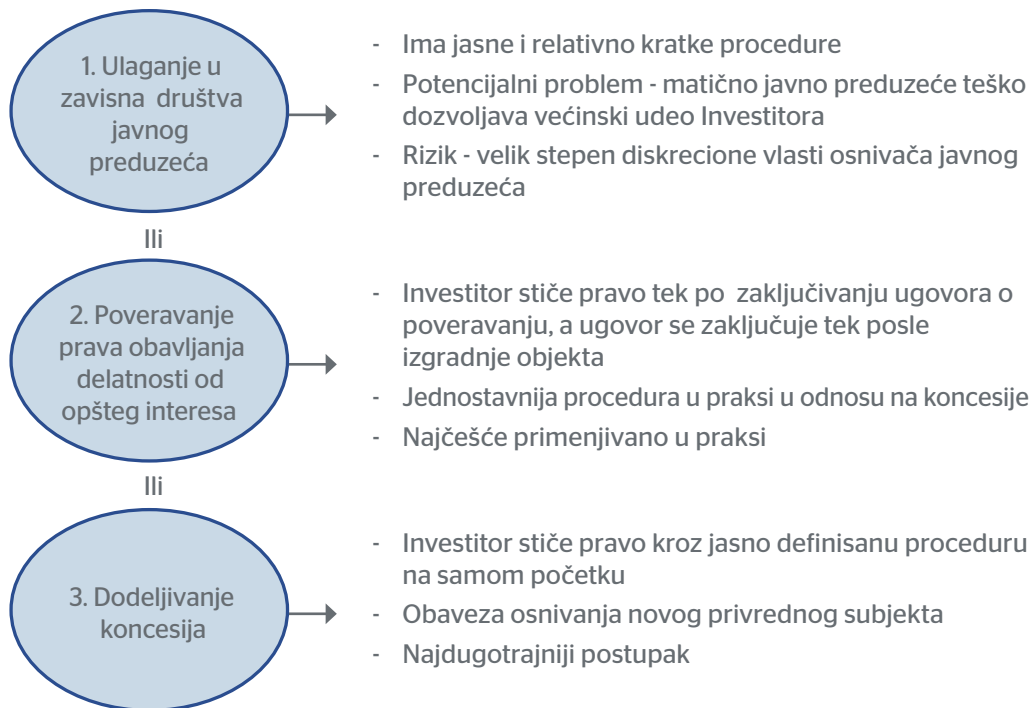 1. Ulaganje u
zavisna društva
javnog
preduzeća
- Ima jasne i relativno kratke procedure
- Potencijalni problem - matično javno preduzeće teško
dozvoljava većinski udeo Investitora
- Rizik - velik stepen diskrecione vlasti osnivača javnog
preduzeća
Ili
2. Poveravanje
prava obavljanja
delatnosti od
opšteg interesa
- Investitor stiče pravo tek po zaključivanju ugovora o
poveravanju, a ugovor se zaključuje tek posle
izgradnje objekta
- Jednostavnija procedura u praksi u odnosu na koncesije
- Najčešće primenjivano u praksi
Ili
3. Dodeljivanje
koncesija
- Investitor stiče pravo kroz jasno definisanu proceduru
na samom početku
- Obaveza osnivanja novog privrednog subjekta
- Najdugotrajniji postupak